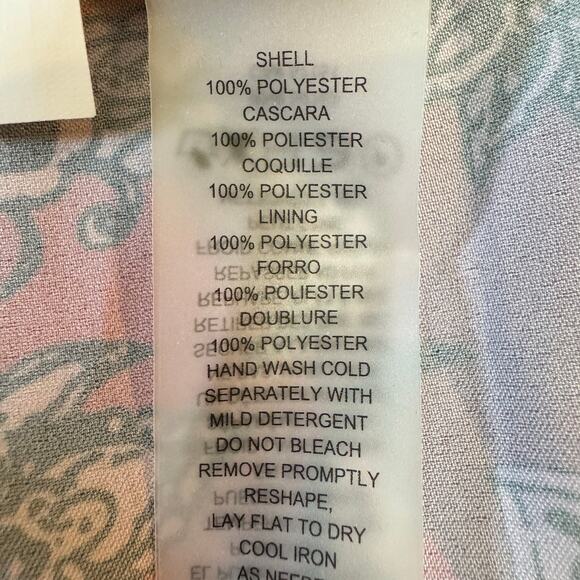 SHELL
100% POLYESTER
CASCARA
100% POLIESTER
COQUILLE
100% POLYESTER
LINING
100% POLYESTER
FORRO
100% POLIESTER
DOUBLURE
100% POLYESTER
HAND WASH COLD
SEPARATELY WITH
MILD DETERGENT
DO NOT BLEACH
REMOVE PROMPTLY
RESHAPE,
LAY FLAT TO DRY
COOL IRON
AS